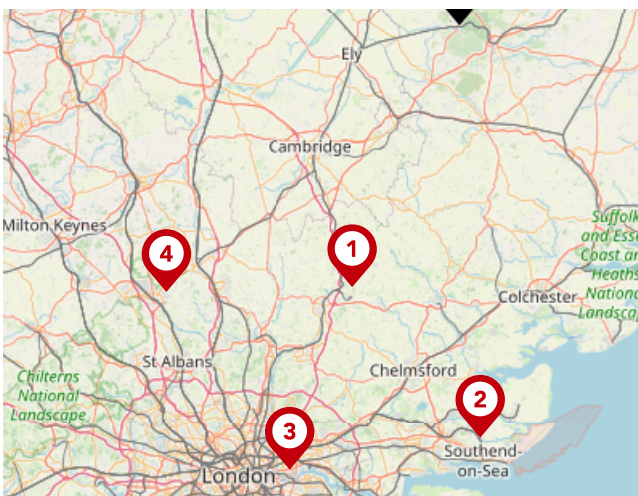 Ely
Cambridge
Milton Keynes
1
4
Suffolk
and Esse
Coast an
Heaths
Nationa
Landscap
Colchester
St Albans
Chelmsford
Chilterns
National
Landscape
2
3
Southend-
on-Sea
London